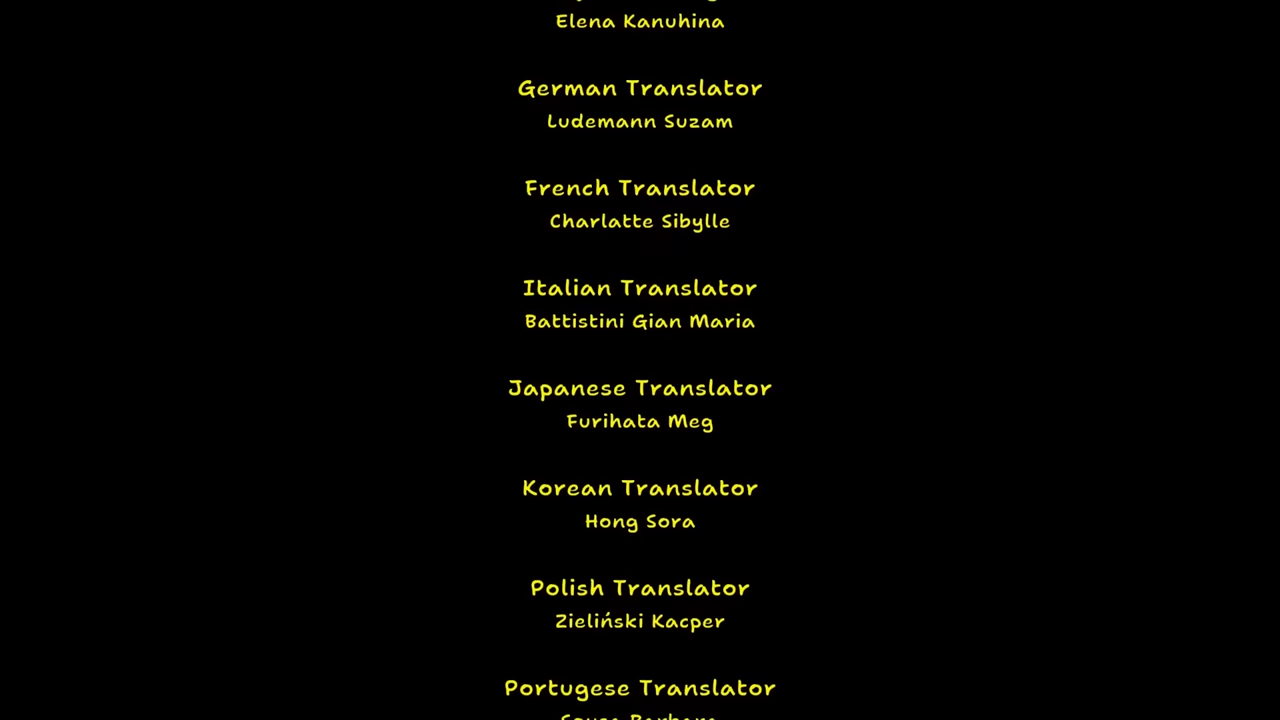 Elena Kanuhina
German Translator
Ludemann Suzam
French Translator
Charlatte Sibylle
Italian Translator
Battistini Gian Maria
Japanese Translator
Furihata Meg
Korean Translator
Hong Sora
Polish Translator
Zieliński Kacper
Portugese Translator